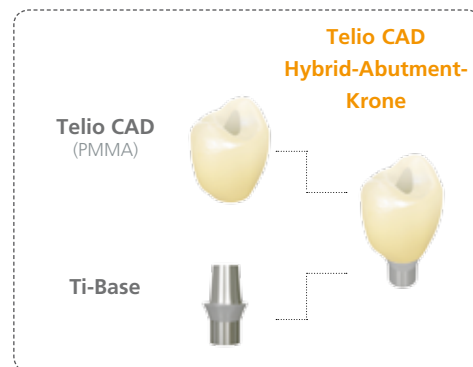 Telio CAD
Hybrid-Abutment-
Krone
Telio CAD
(PMMA)
Ti-Base